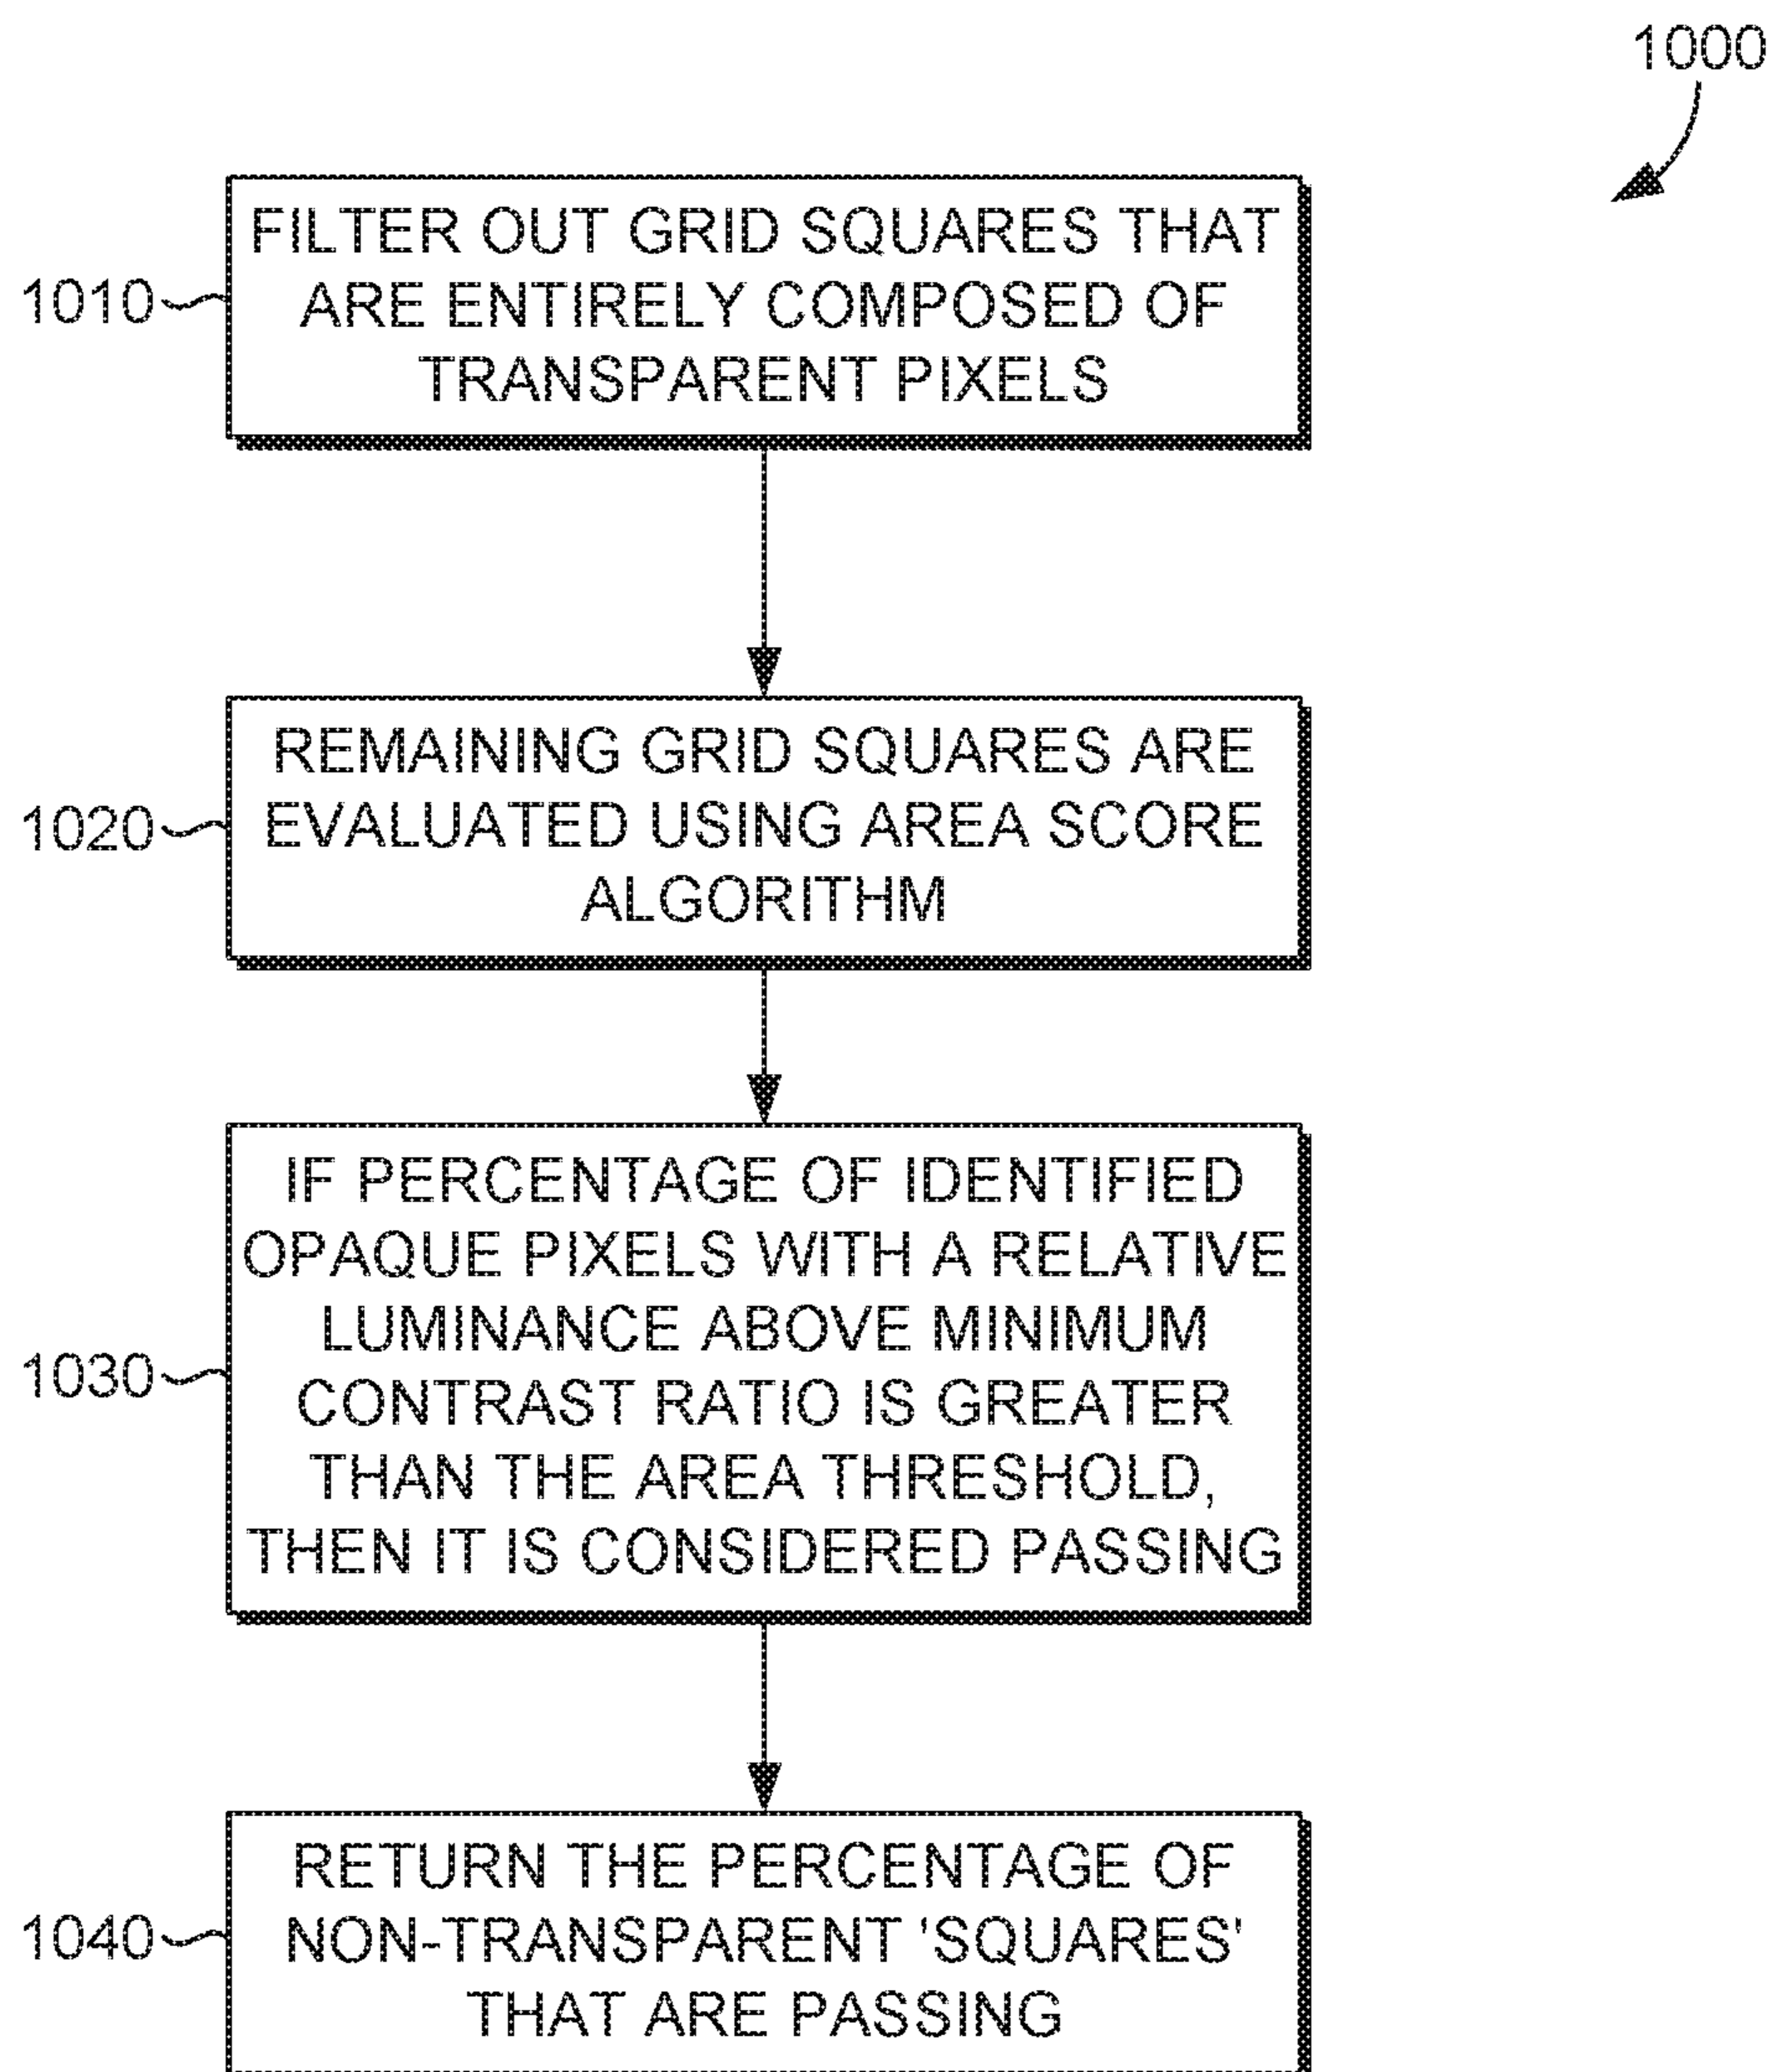 1000
FILTER OUT GRID SQUARES THAT
1010
ARE ENTIRELY COMPOSED OF
TRANSPARENT PIXELS
REMAINING GRID SQUARES ARE
1020
EVALUATED USING AREA SCORE
ALGORITHM
IF PERCENTAGE OF IDENTIFIED
OPAQUE PIXELS WITH A RELATIVE
LUMINANCE ABOVE MINIMUM
1030
CONTRAST RATIO IS GREATER
THAN THE AREA THRESHOLD,
THEN IT IS CONSIDERED PASSING
RETURN THE PERCENTAGE OF
1040
NON-TRANSPARENT 'SQUARES'
THAT ARE PASSING